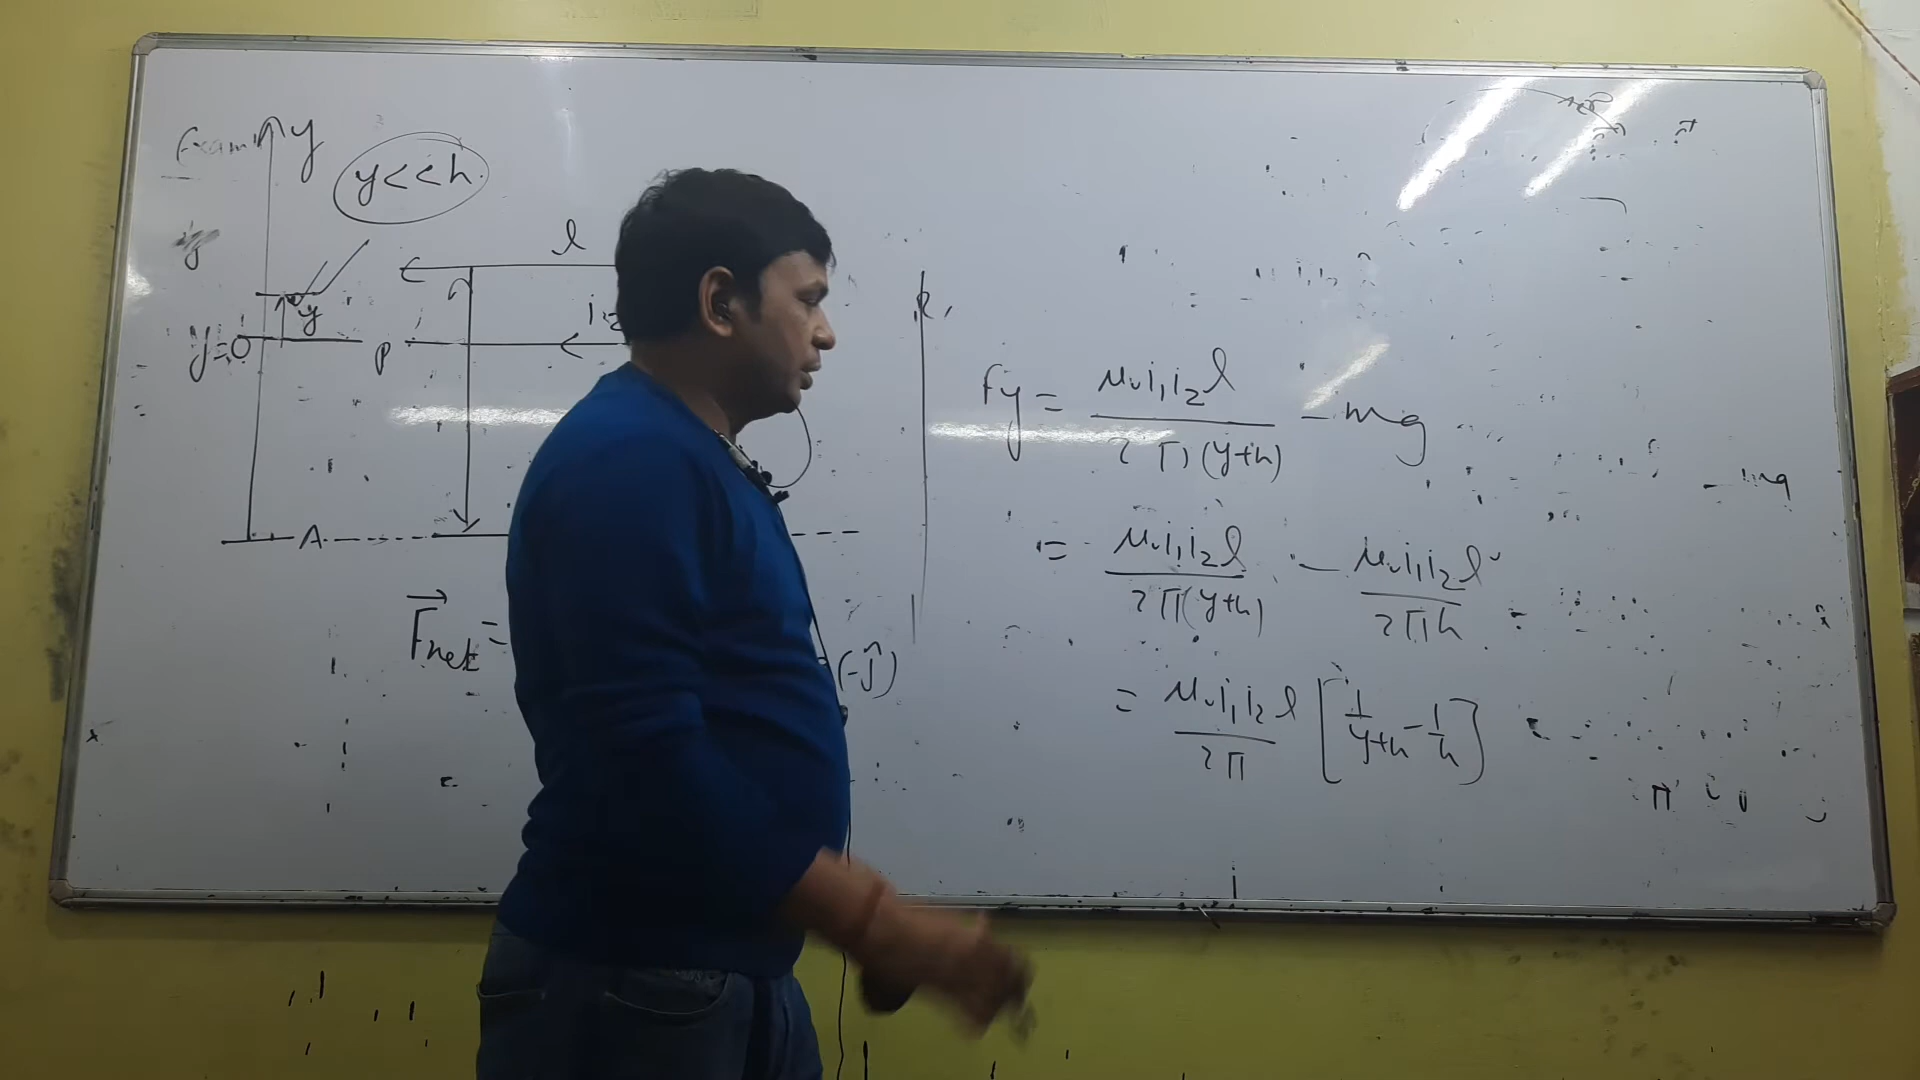 Exam
y
y<<h.
l
y
i₂
y=0
P
A
F⃗net =
(-ĵ)
Fy = μ₀i₁i₂l / 2π(y+h) - mg
= μ₀i₁i₂l / 2π(y+h) - μ₀i₁i₂l / 2πh
= μ₀i₁i₂l / 2π [1/y+h - 1/h]
- mg
π